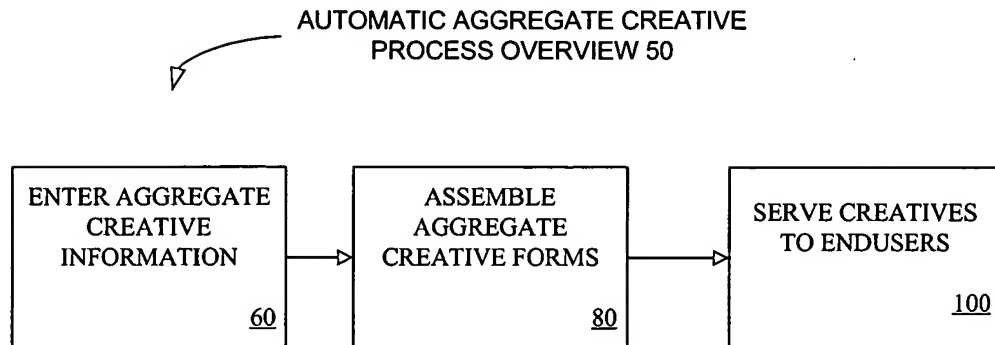 AUTOMATIC AGGREGATE CREATIVE
PROCESS OVERVIEW 50
ENTER AGGREGATE
CREATIVE
INFORMATION
60
ASSEMBLE
AGGREGATE
CREATIVE FORMS
80
SERVE CREATIVES
TO ENDUSERS
100